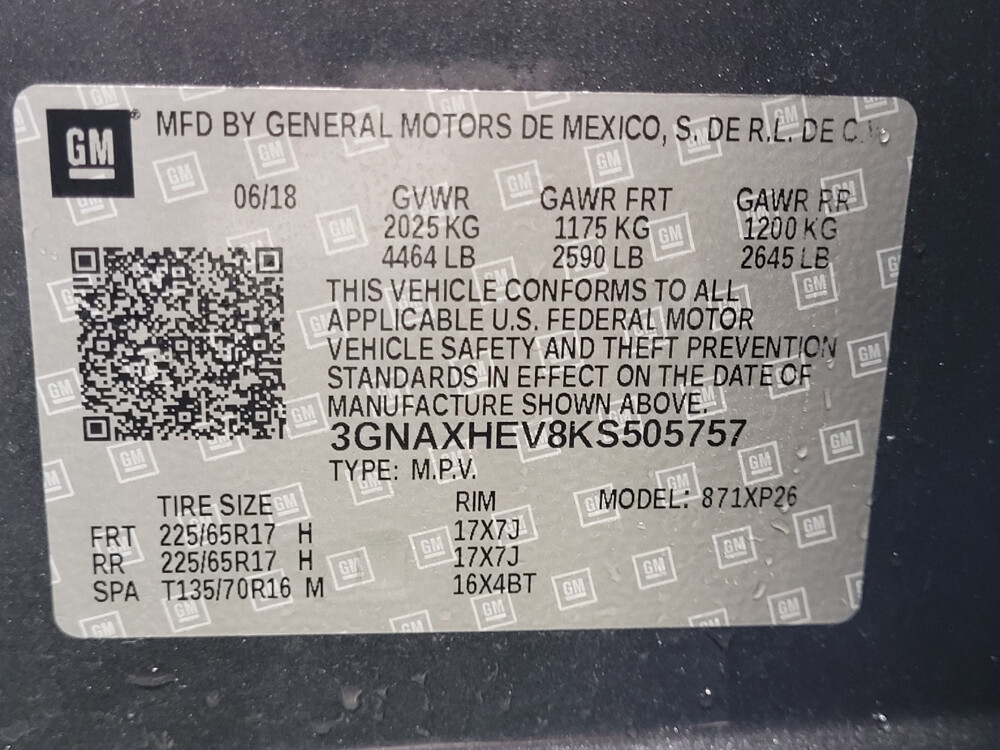 GM MFD BY GENERAL MOTORS DE MEXICO, S. DE R.L. DE C.V.
06/18 GVWR GAWR FRT GAWR RR
2025 KG 1175 KG 1200 KG
4464 LB 2590 LB 2645 LB
THIS VEHICLE CONFORMS TO ALL
APPLICABLE U.S. FEDERAL MOTOR
VEHICLE SAFETY AND THEFT PREVENTION
STANDARDS IN EFFECT ON THE DATE OF
MANUFACTURE SHOWN ABOVE.
3GNAXHEV8KS505757
TYPE: M.P.V.
TIRE SIZE RIM MODEL: 871XP26
FRT 225/65R17 H 17X7J
RR 225/65R17 H 17X7J
SPA T135/70R16 M 16X4BT